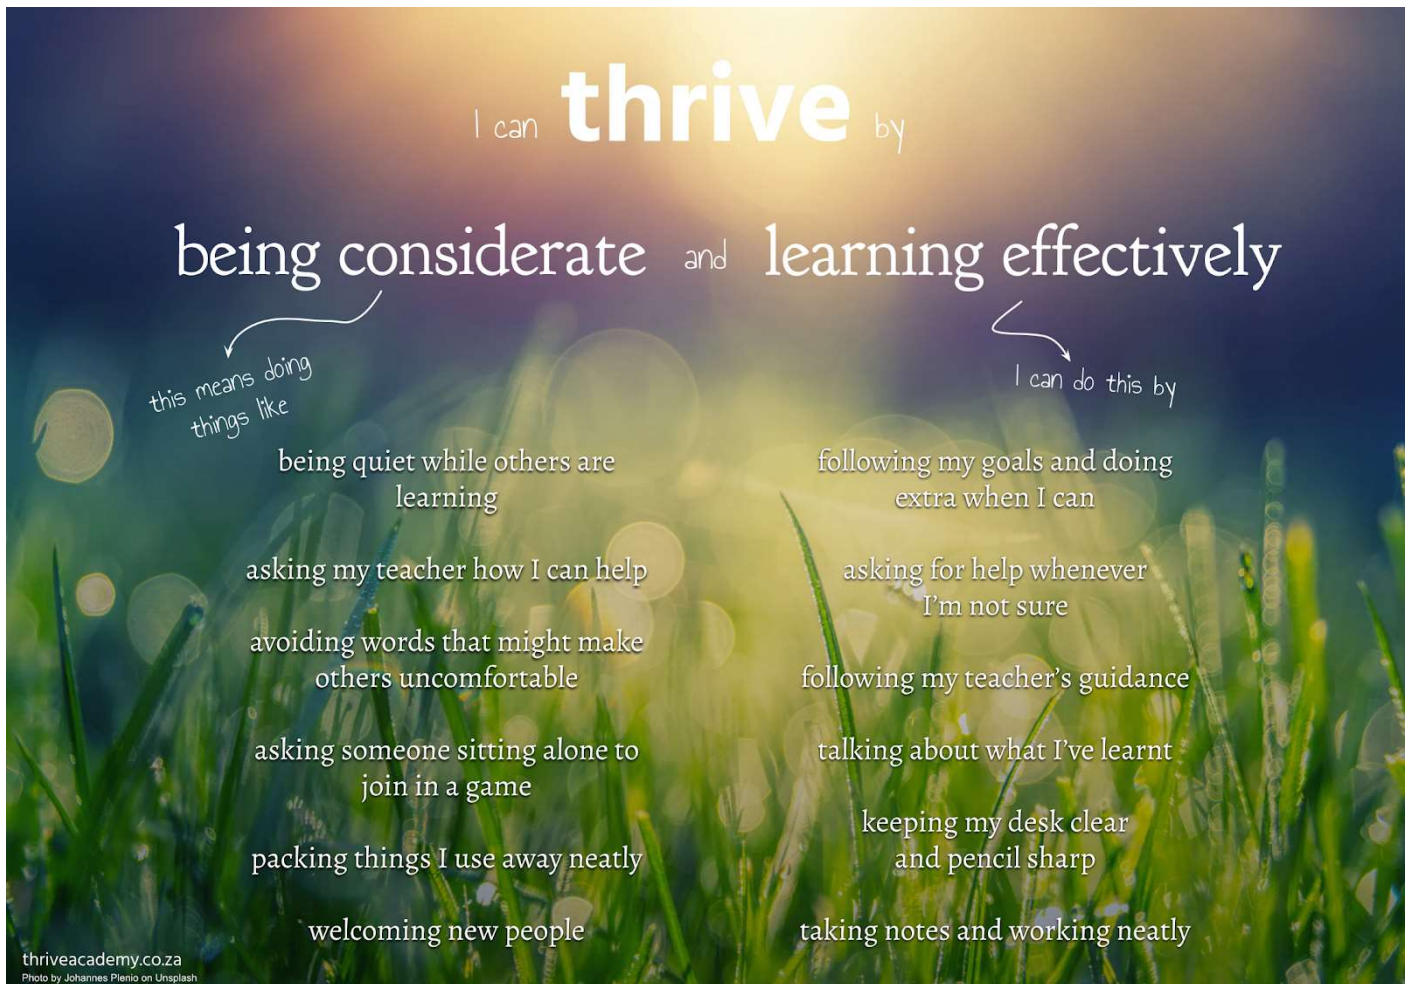 I can thrive by
being considerate and learning effectively
this means doing
things like
being quiet while others are
learning
asking my teacher how I can help
avoiding words that might make
others uncomfortable
asking someone sitting alone to
join in a game
packing things I use away neatly
welcoming new people
I can do this by
following my goals and doing
extra when I can
asking for help whenever
I'm not sure
following my teacher's guidance
talking about what I've learnt
keeping my desk clear
and pencil sharp
taking notes and working neatly
thriveacademy.co.za
Photo by Johannes Plenio on Unsplash